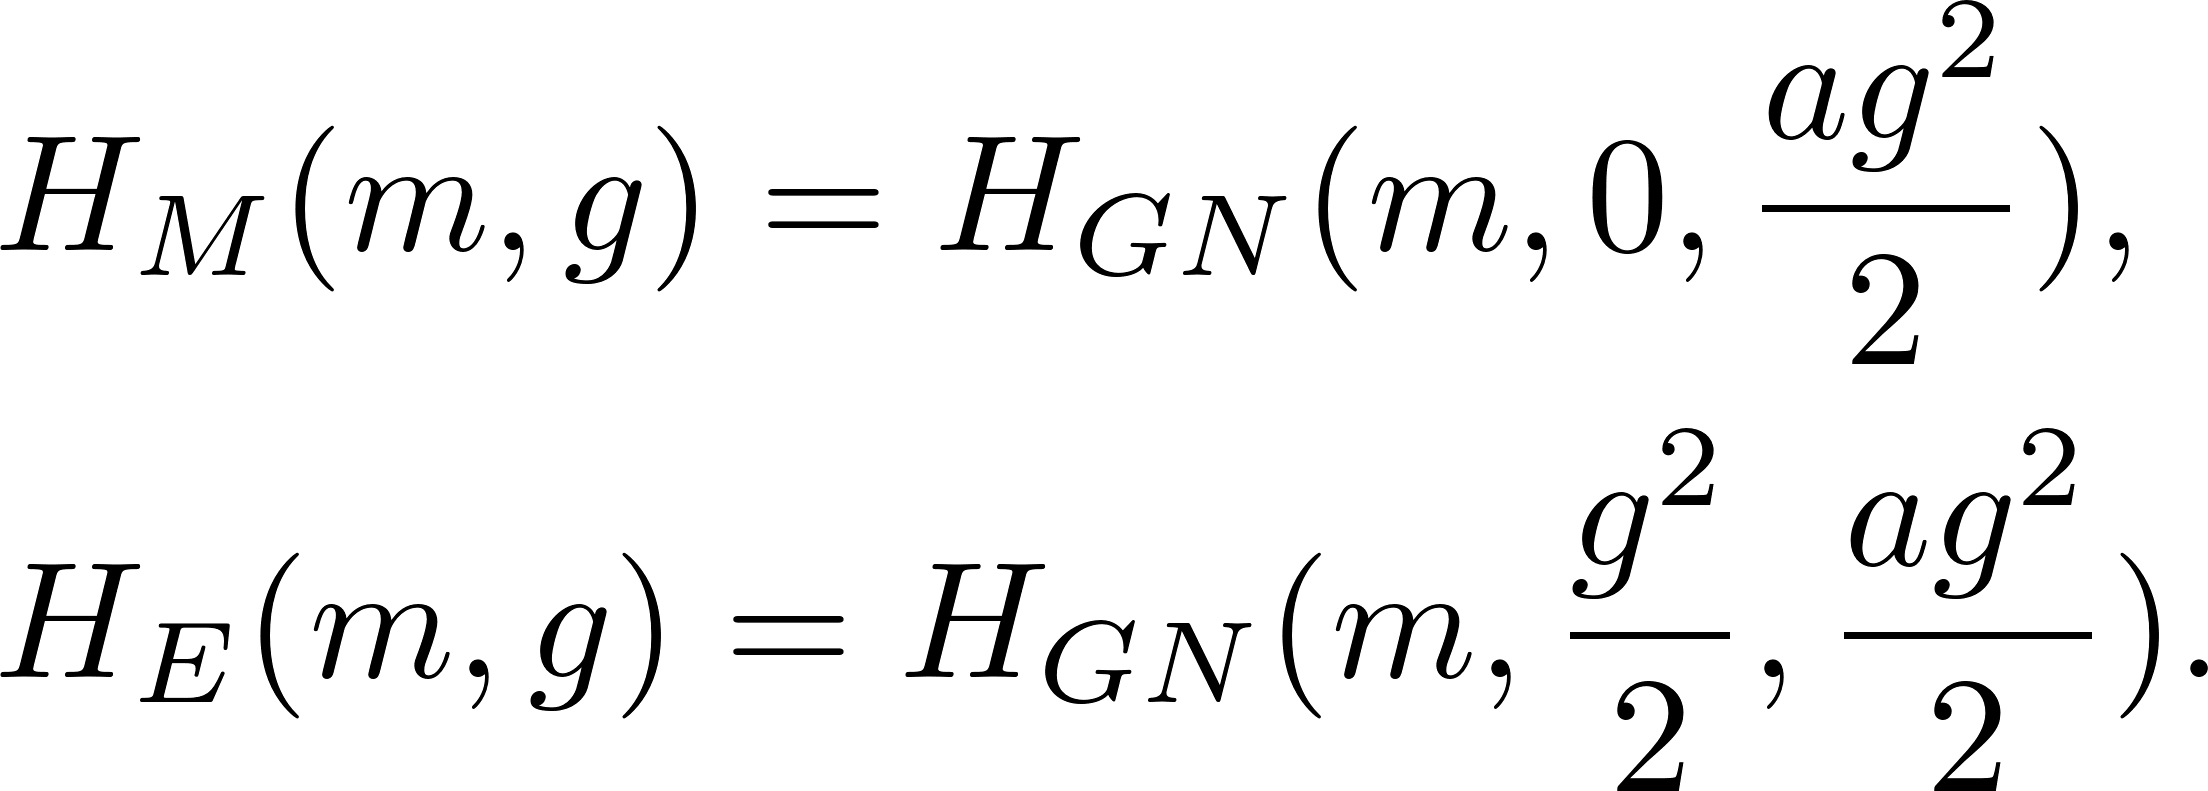 H_M(m, g) = H_{GN}(m, 0, \frac{ag^2}{2}),
H_E(m, g) = H_{GN}(m, \frac{g^2}{2}, \frac{ag^2}{2}).